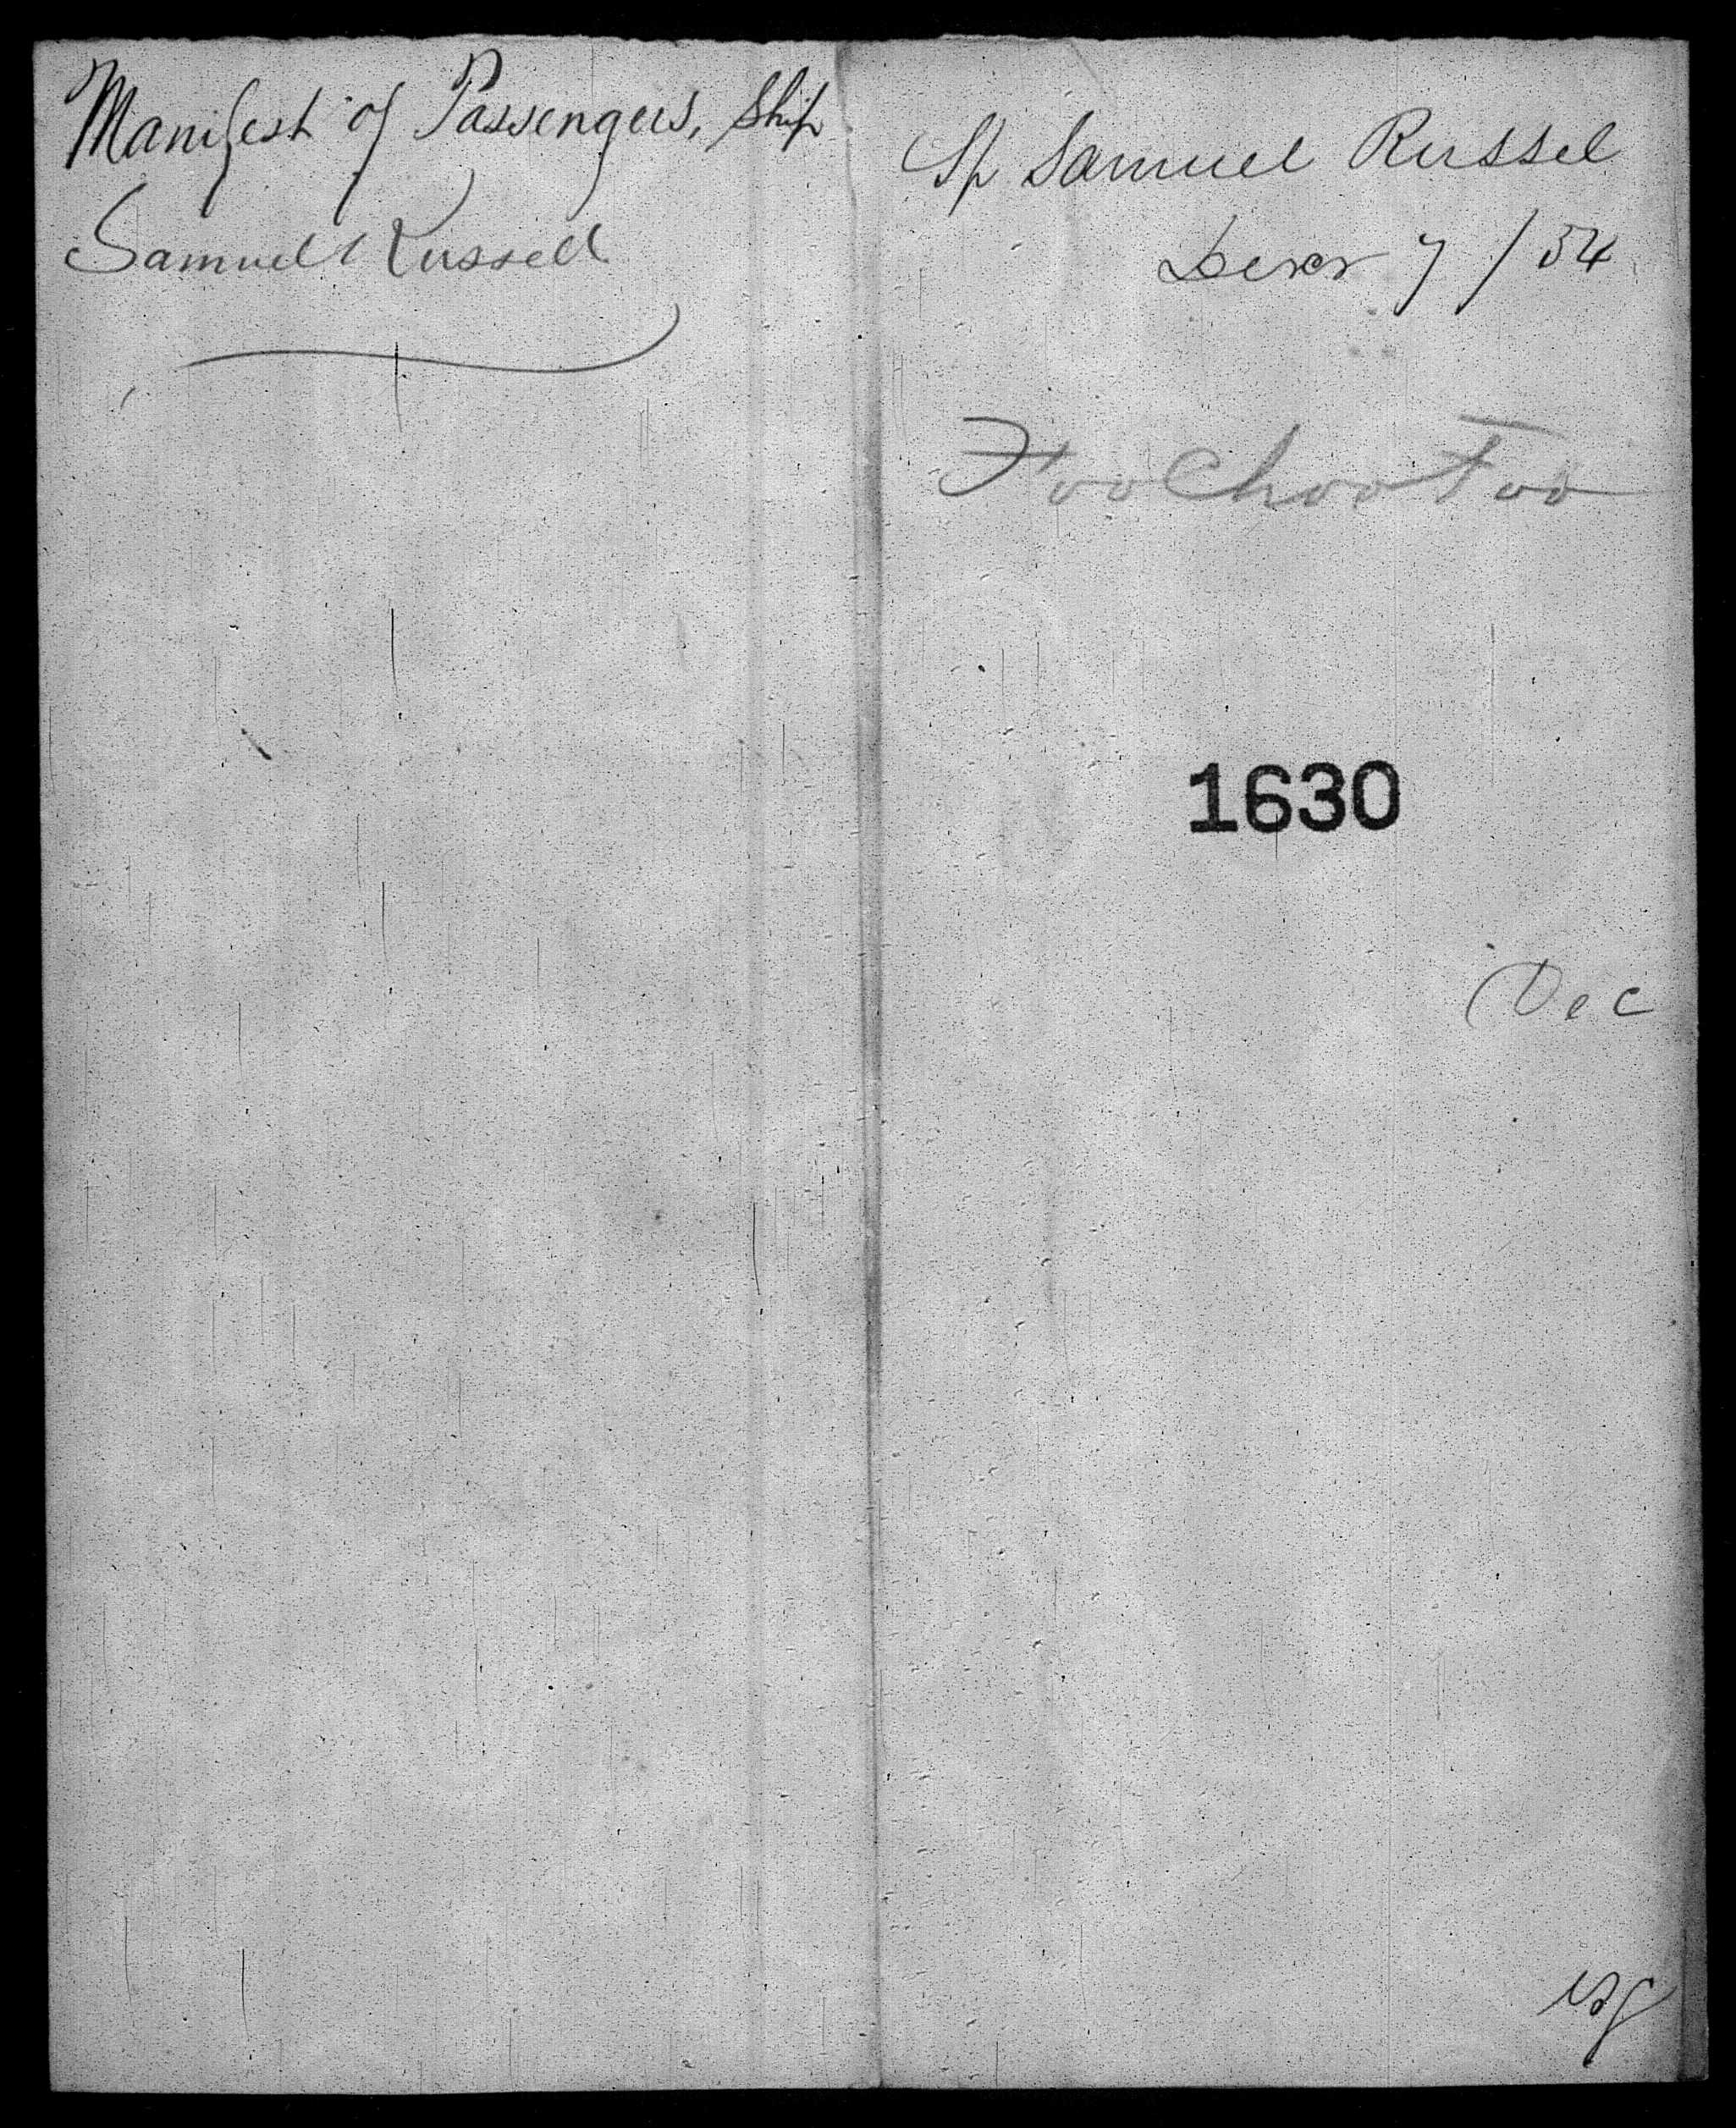 Manifest of Passengers, Ship
Samuel Russell
Sp Samuel Russel
Decr 7 / 54
Foo Choo Foo
1630
Dec